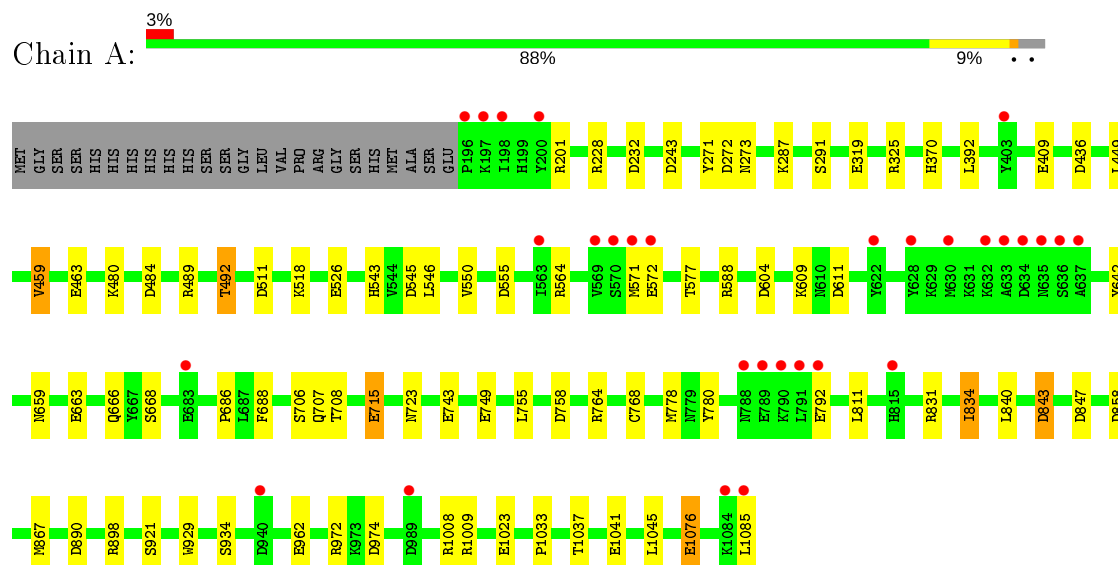 3%
Chain A:
88%
9%
MET GLY SER SER HIS HIS HIS HIS HIS HIS SER SER GLY LEU VAL PRO ARG GLY SER HIS MET ALA SER GLU P196 K197 I198 H199 Y200 R201 R228 D232 D243 Y271 D272 N273 K287 S291 E319 R325 H370 L392 Y403 E409 D436
V459 E463 K480 D484 R489 T492 D511 K518 E526 H543 V544 D545 L546 V550 D555 I563 R564 V569 S570 M571 E572 T577 R588 D604 K609 N610 D611 Y622 Y628 K629 M630 K631 K632 A633 D634 N635 S636 A637
N659 E663 Q666 Y667 S668 E683 P686 L687 F688 S706 Q707 T708 E715 N723 E743 E749 L755 D758 R764 C768 M778 N779 Y780 N788 E789 K790 L791 E792 L811 H815 R831 I834 L840 D843 D847
M867 D890 R898 S921 W929 S934 D940 E962 R972 K973 D974 D989 R1008 R1009 E1023 P1033 T1037 E1041 L1045 E1076 K1084 L1085